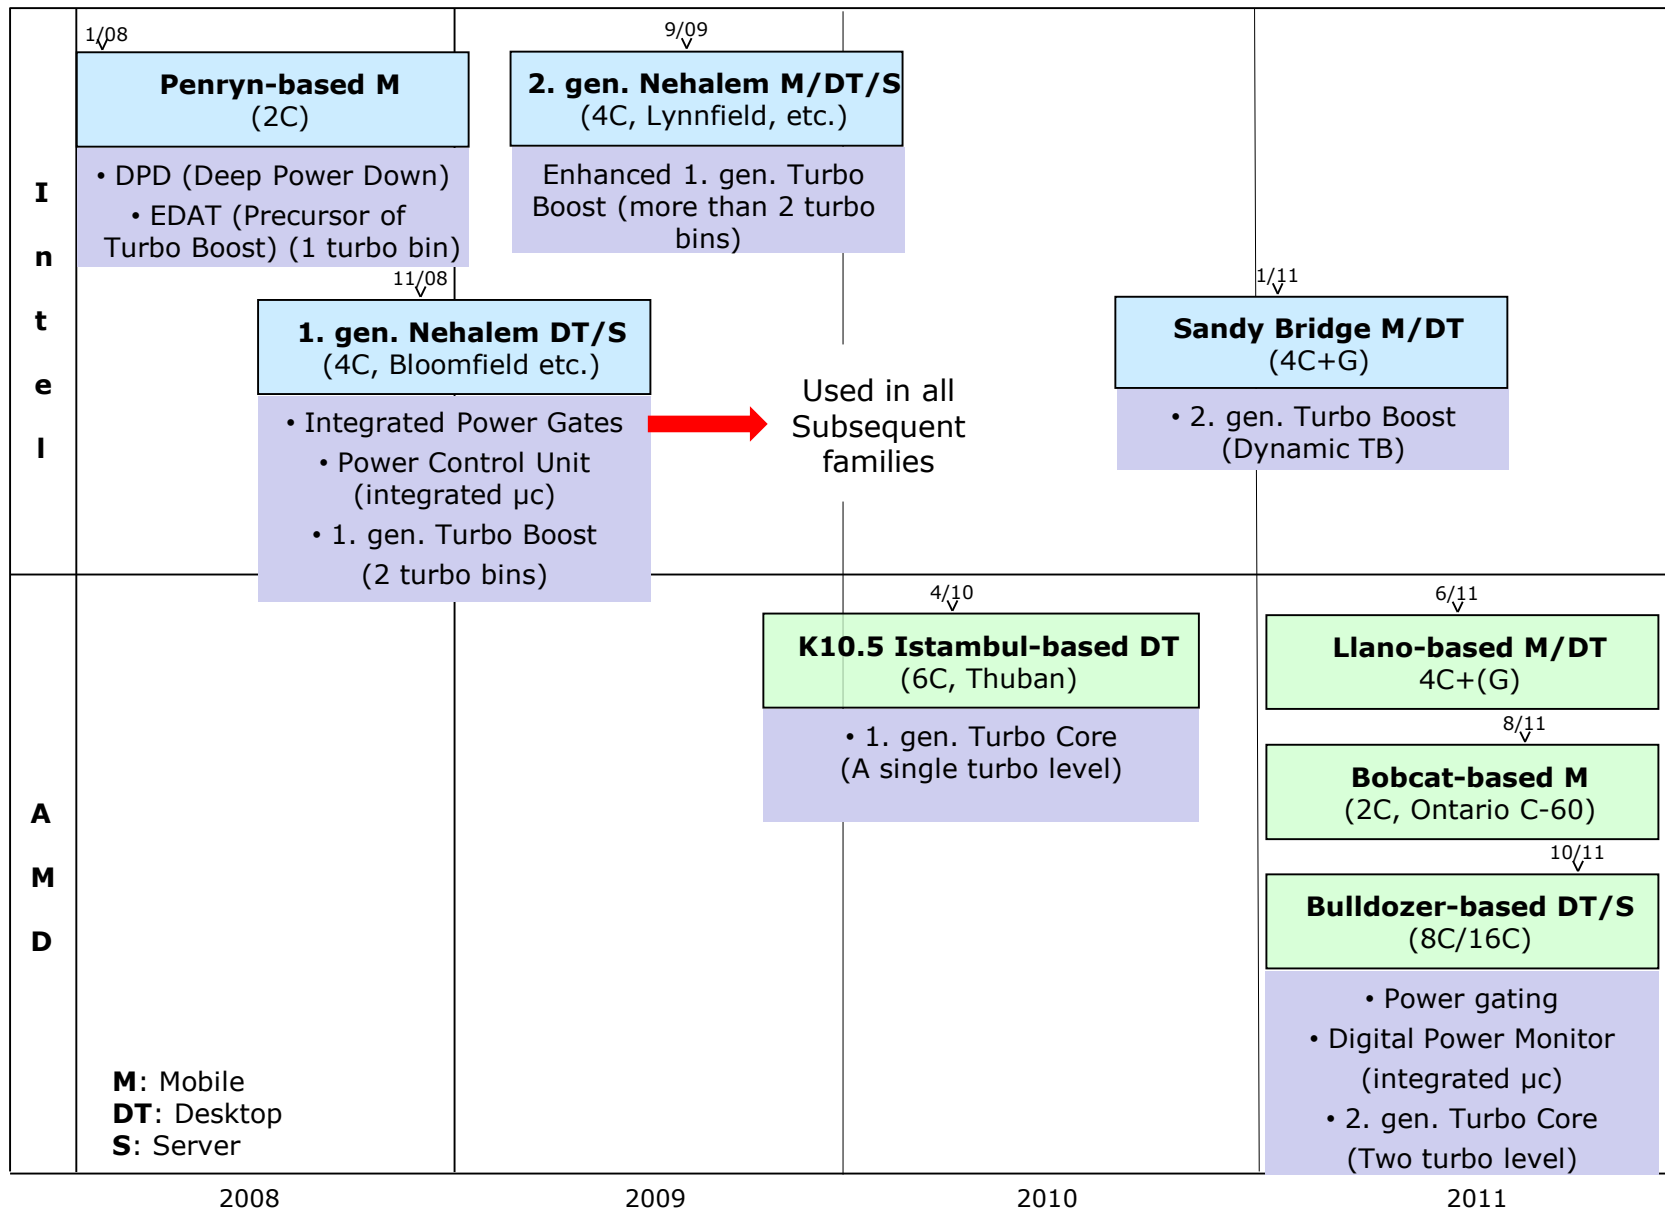 1/08
Penryn-based M
(2C)
• DPD (Deep Power Down)
• EDAT (Precursor of
Turbo Boost) (1 turbo bin)
9/09
2. gen. Nehalem M/DT/S
(4C, Lynnfield, etc.)
Enhanced 1. gen. Turbo
Boost (more than 2 turbo
bins)
I
n
t
e
l
11/08
1. gen. Nehalem DT/S
(4C, Bloomfield etc.)
• Integrated Power Gates
• Power Control Unit
(integrated µc)
• 1. gen. Turbo Boost
(2 turbo bins)
Used in all
Subsequent
families
1/11
Sandy Bridge M/DT
(4C+G)
• 2. gen. Turbo Boost
(Dynamic TB)
A
M
D
4/10
K10.5 Istambul-based DT
(6C, Thuban)
• 1. gen. Turbo Core
(A single turbo level)
6/11
Llano-based M/DT
4C+(G)
8/11
Bobcat-based M
(2C, Ontario C-60)
10/11
Bulldozer-based DT/S
(8C/16C)
• Power gating
• Digital Power Monitor
(integrated µc)
• 2. gen. Turbo Core
(Two turbo level)
M: Mobile
DT: Desktop
S: Server
2008
2009
2010
2011